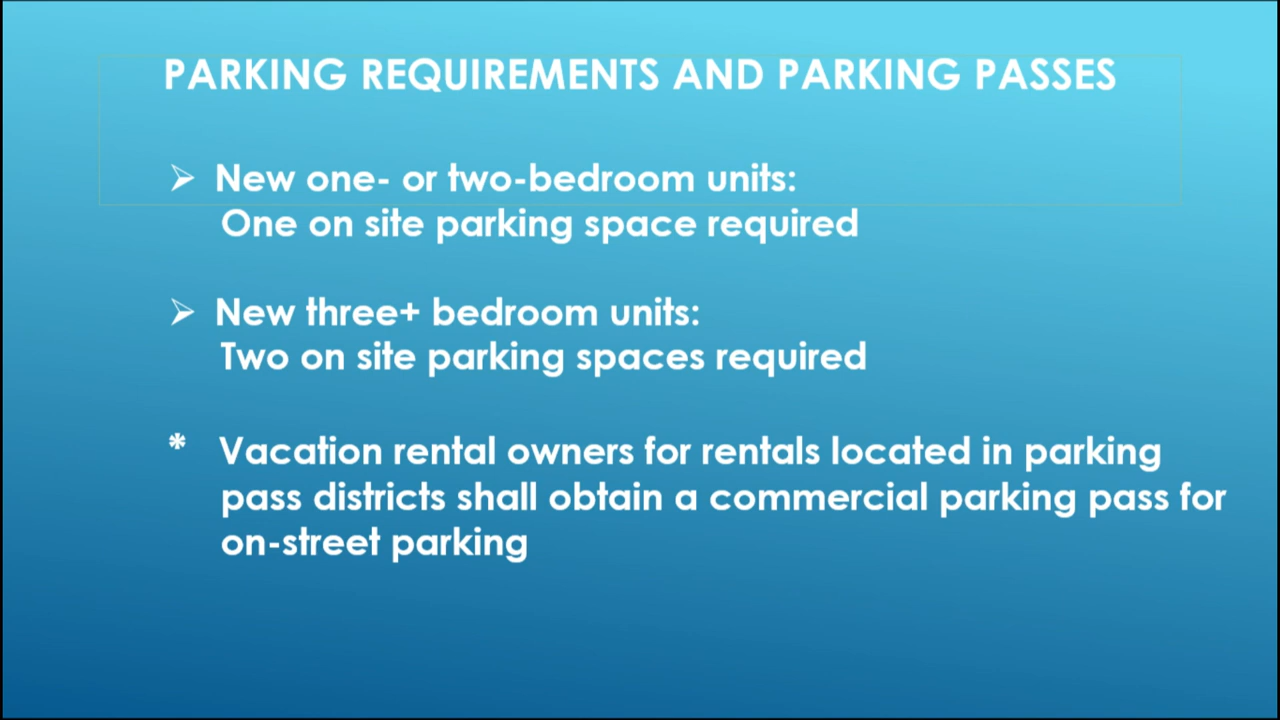 PARKING REQUIREMENTS AND PARKING PASSES
➢ New one- or two-bedroom units:
One on site parking space required
➢ New three+ bedroom units:
Two on site parking spaces required
* Vacation rental owners for rentals located in parking
pass districts shall obtain a commercial parking pass for
on-street parking